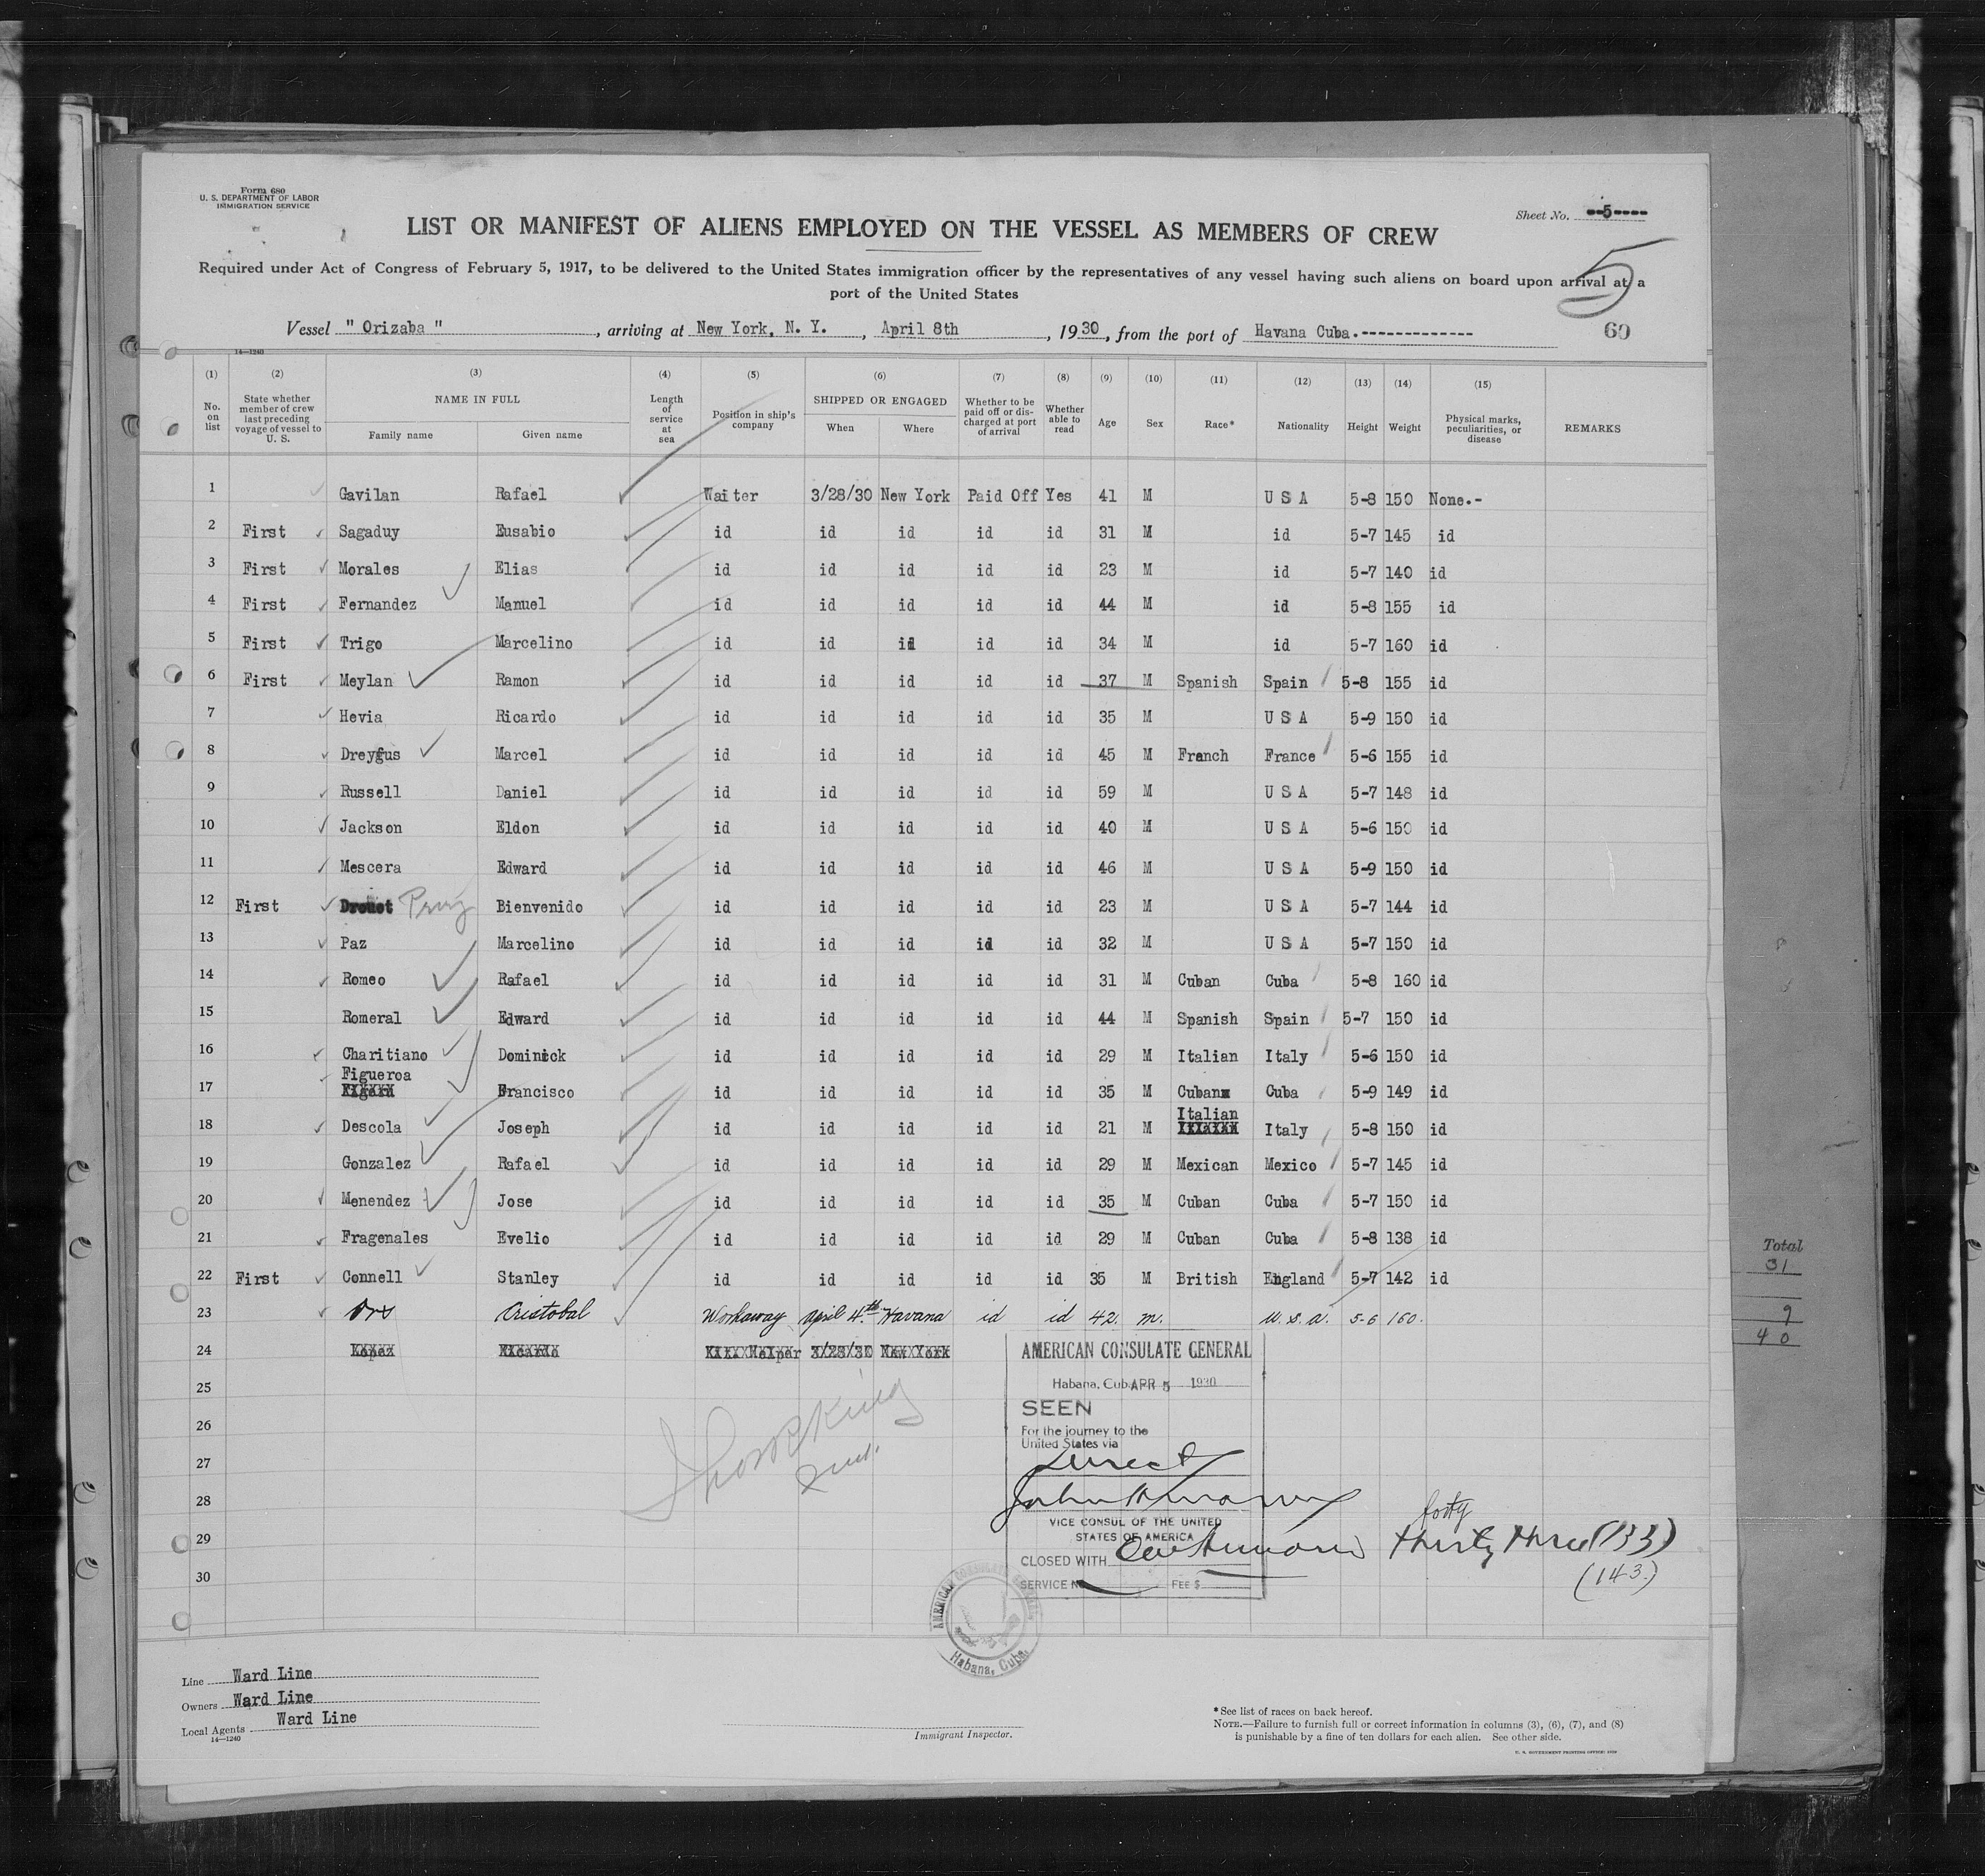 Form 680
U. S. DEPARTMENT OF LABOR
IMMIGRATION SERVICE
Sheet No. --5----
LIST OR MANIFEST OF ALIENS EMPLOYED ON THE VESSEL AS MEMBERS OF CREW
5
Required under Act of Congress of February 5, 1917, to be delivered to the United States immigration officer by the representatives of any vessel having such aliens on board upon arrival at a
port of the United States
Vessel " Orizaba " , arriving at New York, N. Y. , April 8th , 1930, from the port of Havana Cuba.-------------- 60
14—1240
(1) No. on list (2) State whether member of crew last preceding voyage of vessel to U. S. (3) NAME IN FULL Family name Given name (4) Length of service at sea (5) Position in ship's company (6) SHIPPED OR ENGAGED When Where (7) Whether to be paid off or discharged at port of arrival (8) Whether able to read (9) Age (10) Sex (11) Race* (12) Nationality (13) Height (14) Weight (15) Physical marks, peculiarities, or disease REMARKS
1 Gavilan Rafael Waiter 3/28/30 New York Paid Off Yes 41 M U S A 5-8 150 None.-
2 First Sagaduy Eusabio id id id id id 31 M id 5-7 145 id
3 First Morales Elias id id id id id 23 M id 5-7 140 id
4 First Fernandez Manuel id id id id id 44 M id 5-8 155 id
5 First Trigo Marcelino id id id id id 34 M id 5-7 160 id
6 First Meylan Ramon id id id id id 37 M Spanish Spain 5-8 155 id
7 Hevia Ricardo id id id id id 35 M U S A 5-9 150 id
8 Dreyfus Marcel id id id id id 45 M Franch France 5-6 155 id
9 Russell Daniel id id id id id 59 M U S A 5-7 148 id
10 Jackson Eldon id id id id id 40 M U S A 5-6 150 id
11 Mescera Edward id id id id id 46 M U S A 5-9 150 id
12 First Drouet Bienvenido id id id id id 23 M U S A 5-7 144 id
13 Paz Marcelino id id id id id 32 M U S A 5-7 150 id
14 Romeo Rafael id id id id id 31 M Cuban Cuba 5-8 160 id
15 Romeral Edward id id id id id 44 M Spanish Spain 5-7 150 id
16 Charitiano Dominick id id id id id 29 M Italian Italy 5-6 150 id
Figueroa
17 Francisco id id id id id 35 M Cuban Cuba 5-9 149 id
Italian
18 Descola Joseph id id id id id 21 M Italy 5-8 150 id
19 Gonzalez Rafael id id id id id 29 M Mexican Mexico 5-7 145 id
20 Menendez Jose id id id id id 35 M Cuban Cuba 5-7 150 id
21 Fragenales Evelio id id id id id 29 M Cuban Cuba 5-8 138 id
22 First Connell Stanley id id id id id 35 M British England 5-7 142 id
23 Ors Cristobal Workaway April 4th Havana id id 42. m. U. S. A. 5-6 160.
24 Lopez Ricardo Helper 3/28/30 New York
25
26
27
28
29
30
Total
31
9
40
AMERICAN CONSULATE GENERAL
Habana, Cuba APR 5 1930
SEEN
For the journey to the
United States via
Direct
VICE CONSUL OF THE UNITED
STATES OF AMERICA
CLOSED WITH
SERVICE No. FEE $
forty
thirty three (133)
(143.)
AMERICAN CONSULATE GENERAL
Habana, Cuba.
Line Ward Line
Owners Ward Line
Local Agents Ward Line
14—1240
Immigrant Inspector.
*See list of races on back hereof.
NOTE.—Failure to furnish full or correct information in columns (3), (6), (7), and (8)
is punishable by a fine of ten dollars for each alien. See other side.